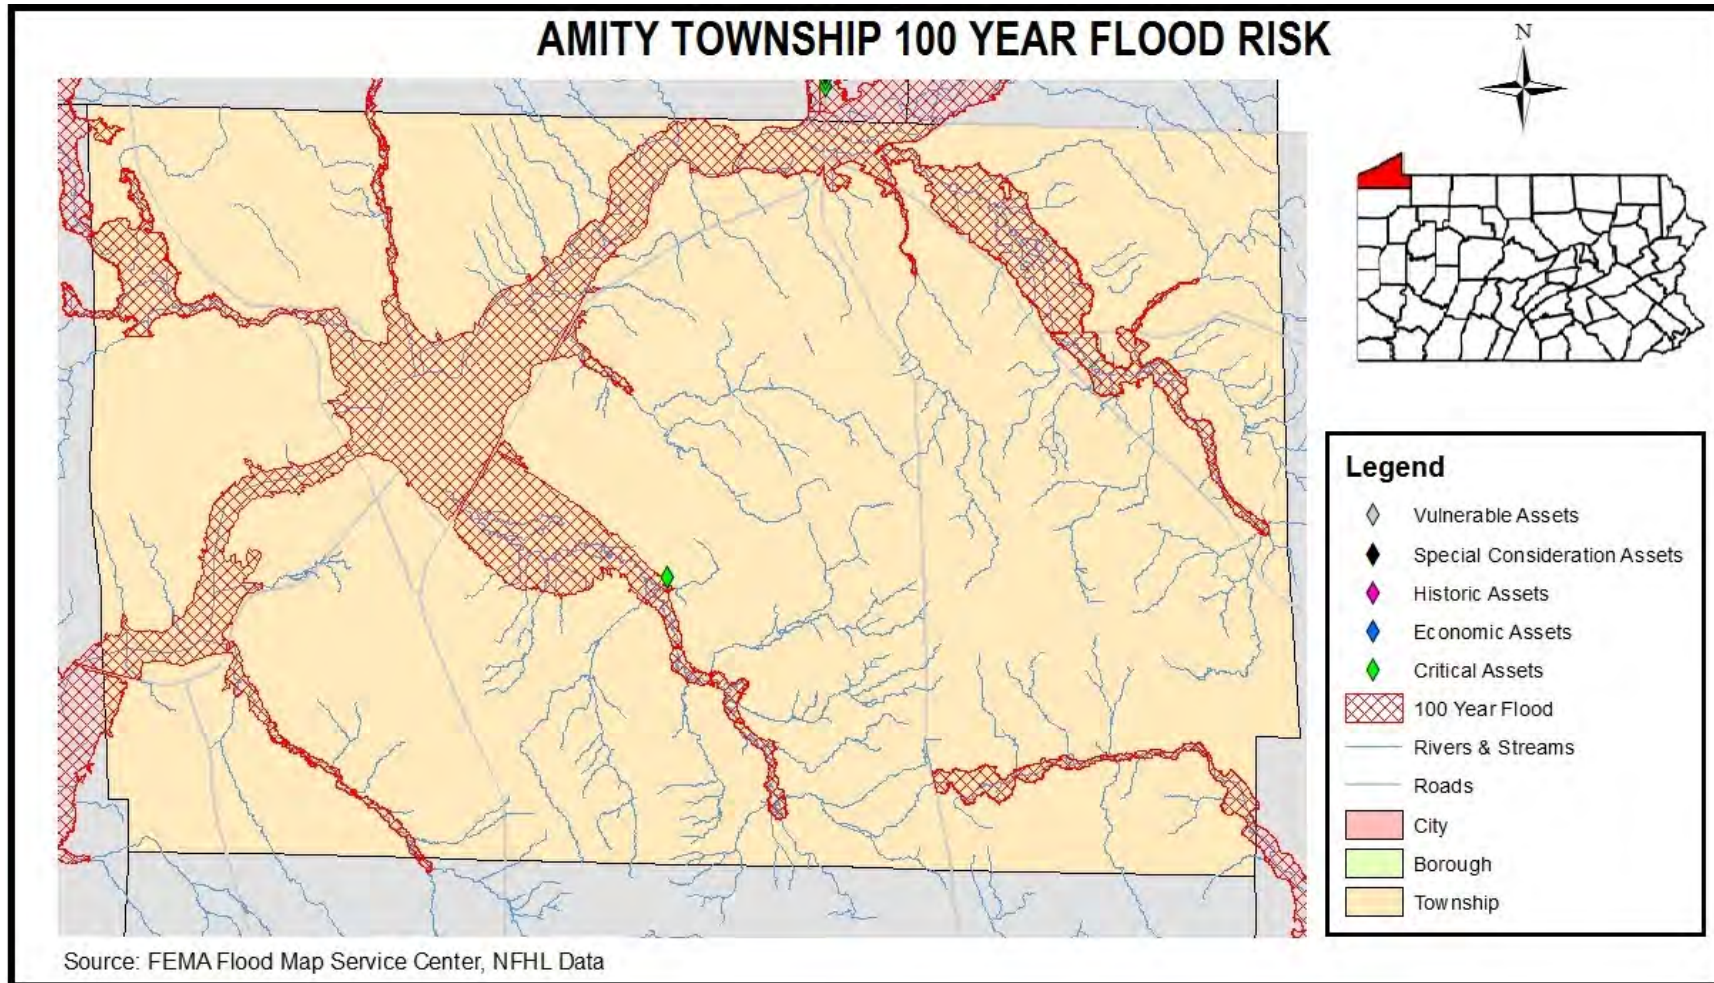 AMITY TOWNSHIP 100 YEAR FLOOD RISK
N
Legend
Vulnerable Assets
Special Consideration Assets
Historic Assets
Economic Assets
Critical Assets
100 Year Flood
Rivers & Streams
Roads
City
Borough
Township
Source: FEMA Flood Map Service Center, NFHL Data